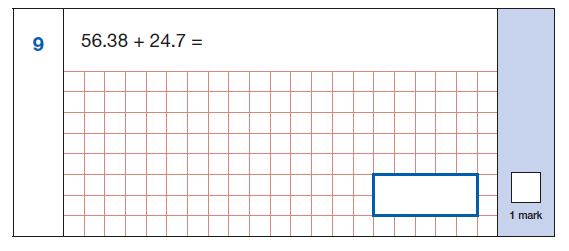 9 56.38 + 24.7 =
1 mark